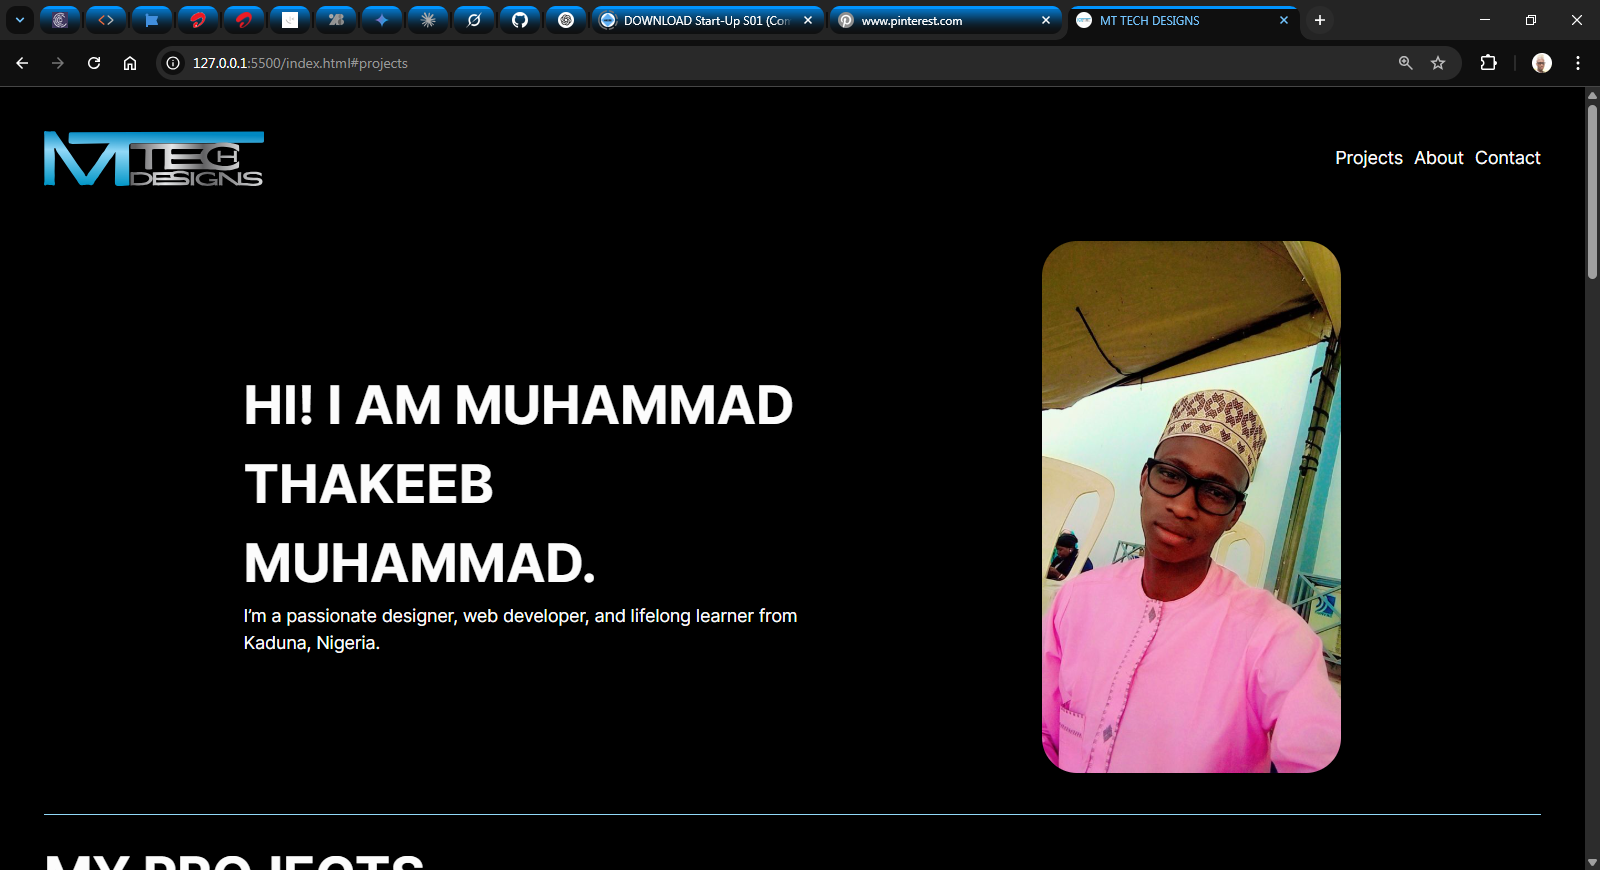 DOWNLOAD Start-Up S01 (Con
www.pinterest.com
MT TECH DESIGNS
127.0.0.1:5500/index.html#projects
MT TECH DESIGNS
Projects About Contact
HI! I AM MUHAMMAD
THAKEEB
MUHAMMAD.
I’m a passionate designer, web developer, and lifelong learner from
Kaduna, Nigeria.
MY PROJECTS